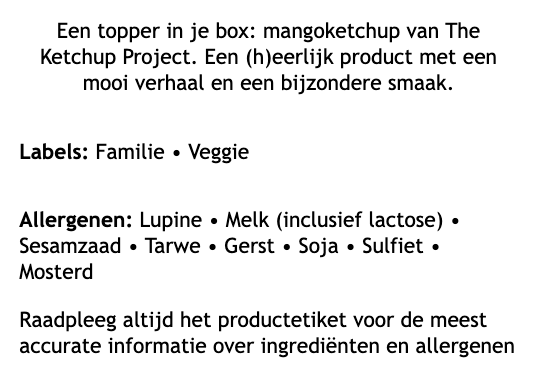 Een topper in je box: mangoketchup van The
Ketchup Project. Een (h)eerlijk product met een
mooi verhaal en een bijzondere smaak.
Labels: Familie • Veggie
Allergenen: Lupine • Melk (inclusief lactose) •
Sesamzaad • Tarwe • Gerst • Soja • Sulfiet •
Mosterd
Raadpleeg altijd het productetiket voor de meest
accurate informatie over ingrediënten en allergenen